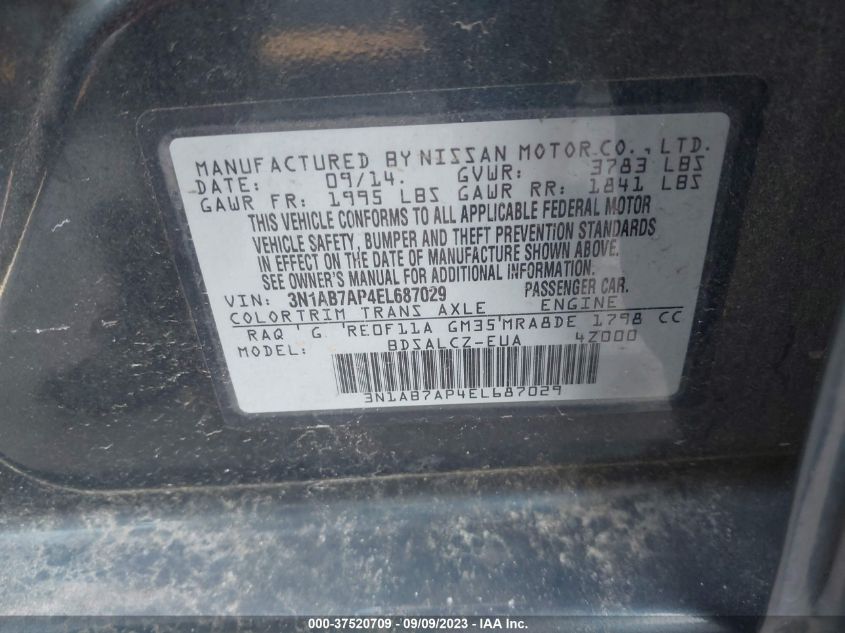 MANUFACTURED BY NISSAN MOTOR CO., LTD.
DATE: 09/14. GVWR: 3783 LBS
GAWR FR: 1995 LBS GAWR RR: 1841 LBS
THIS VEHICLE CONFORMS TO ALL APPLICABLE FEDERAL MOTOR
VEHICLE SAFETY, BUMPER AND THEFT PREVENTION STANDARDS
IN EFFECT ON THE DATE OF MANUFACTURE SHOWN ABOVE.
SEE OWNER'S MANUAL FOR ADDITIONAL INFORMATION.
VIN: 3N1AB7AP4EL687029 PASSENGER CAR.
COLOR TRIM TRANS AXLE ENGINE
RAQ ' G 'RE0F11A GM35'MRA8DE 1798 CC
MODEL: BDSALCZ-EUA 4Z000
3N1AB7AP4EL687029
000-37520709 - 09/09/2023 - IAA Inc.